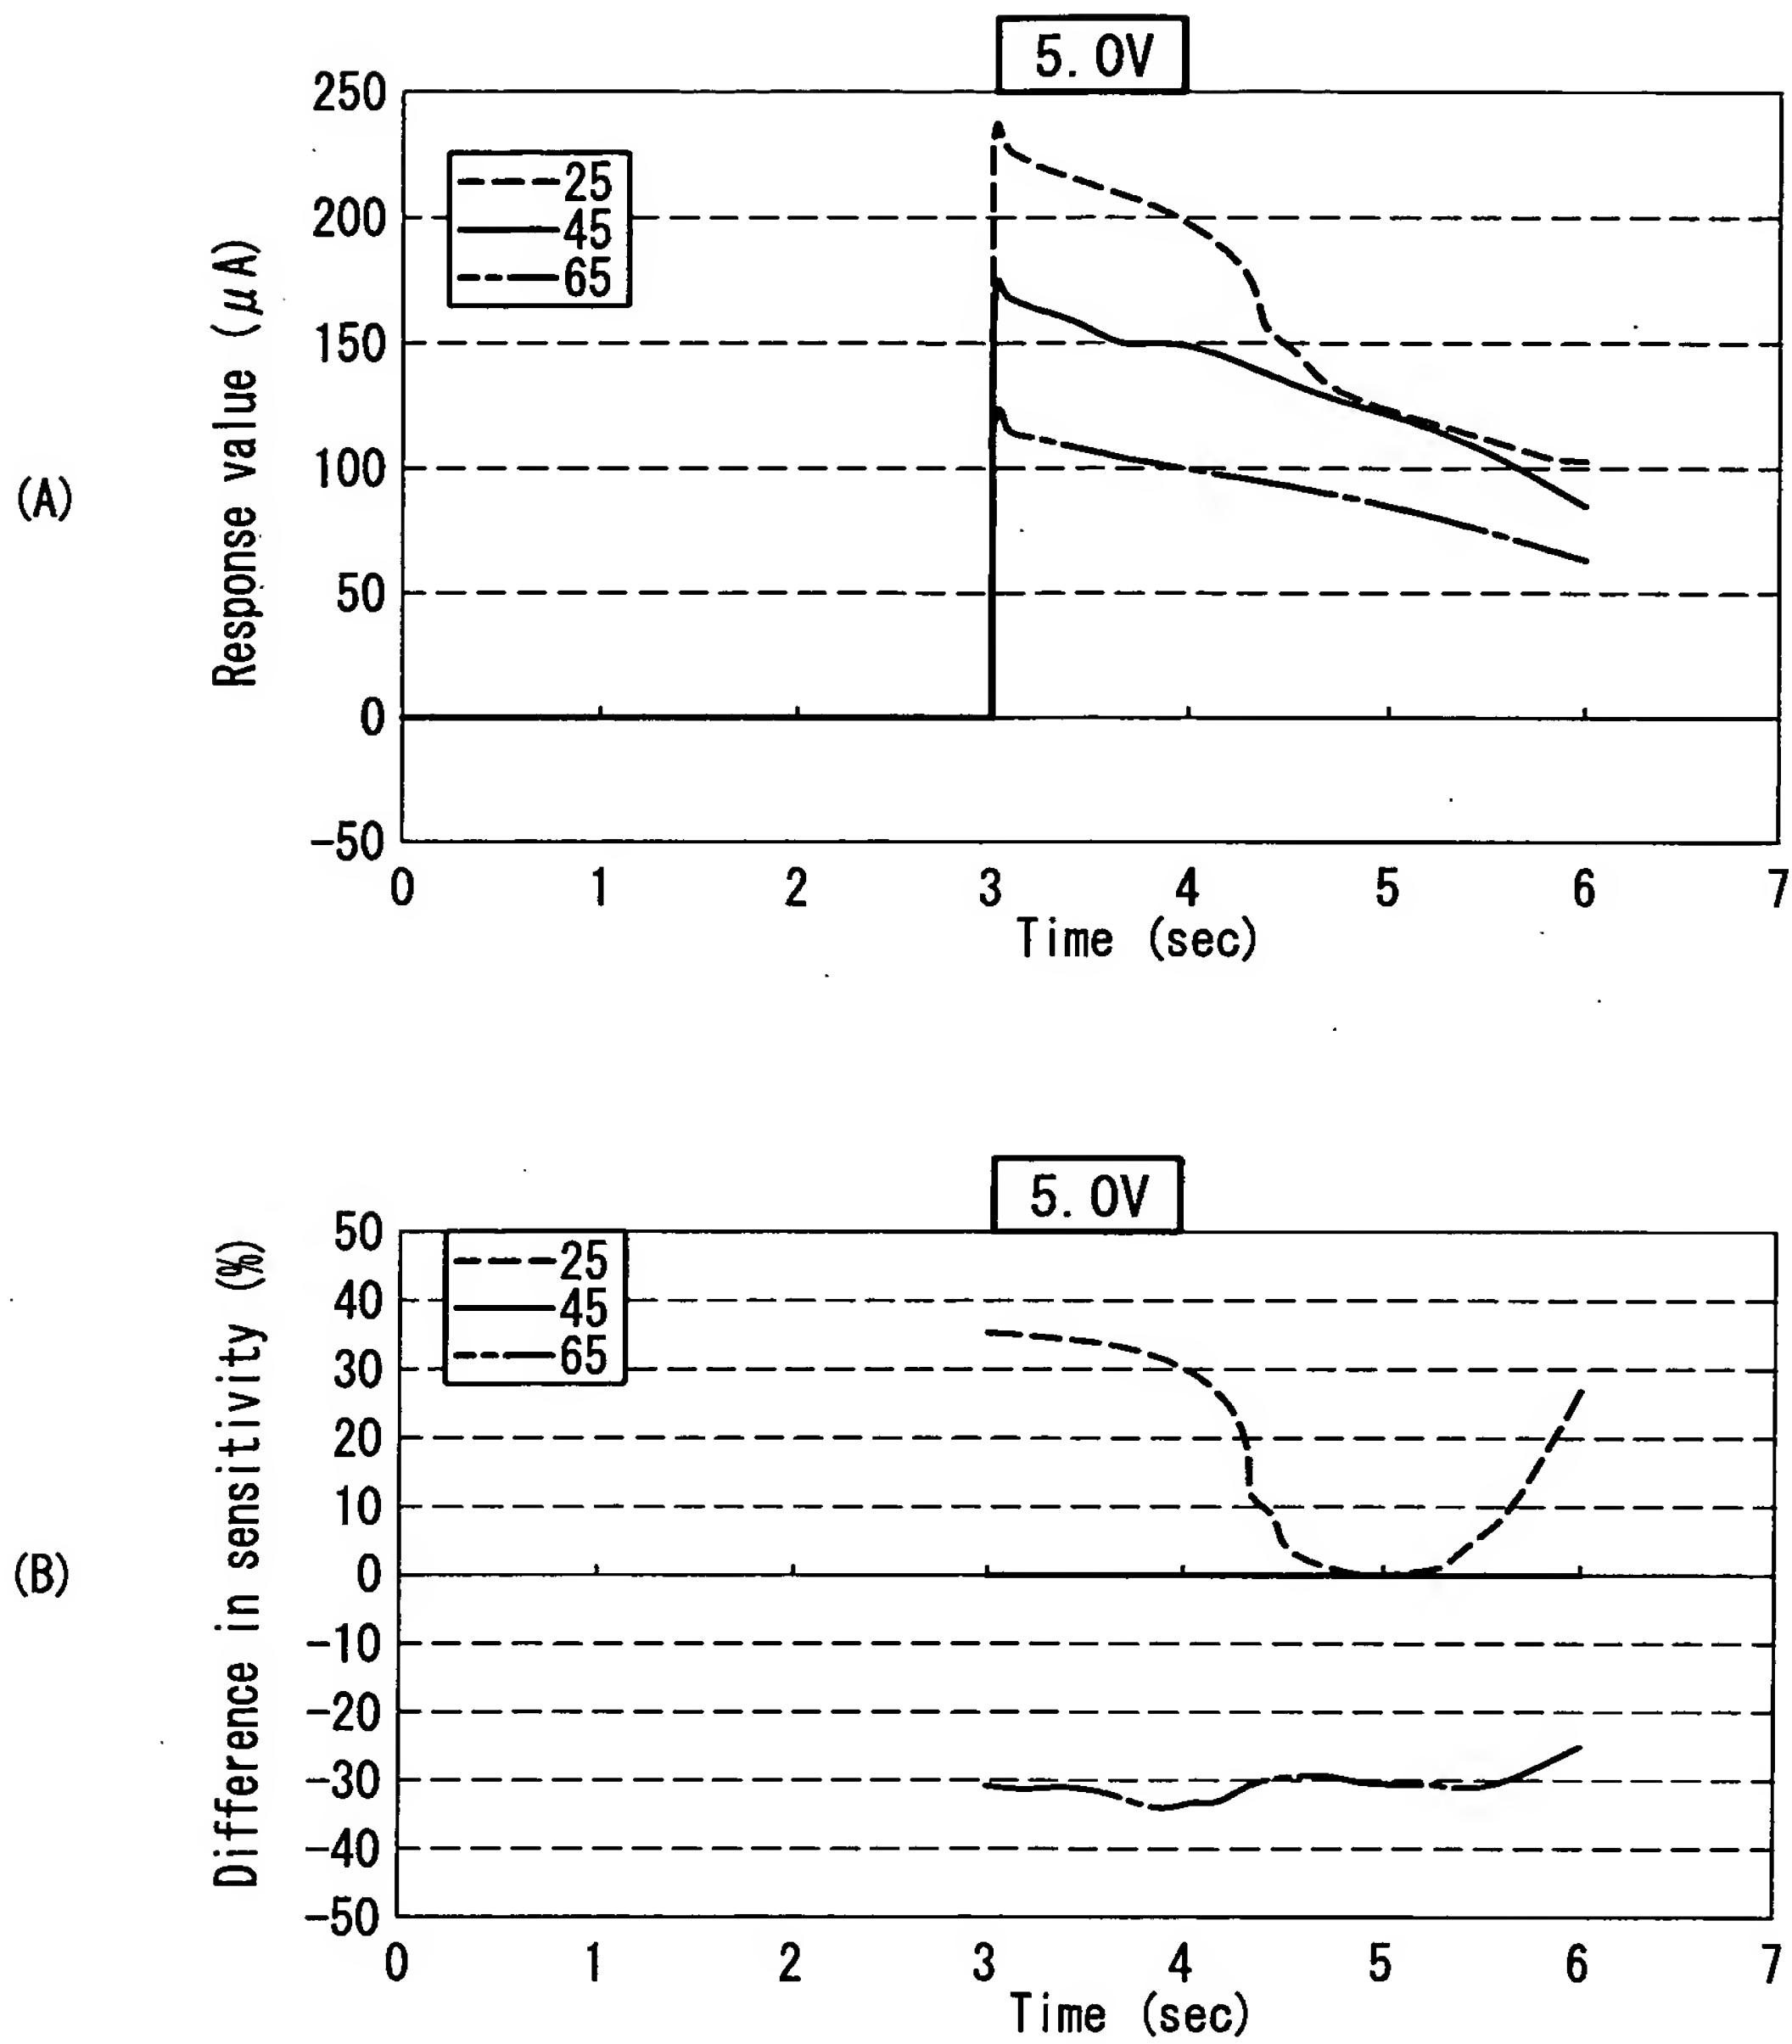 (A)
5.0V
Response value (μA)
250
200
150
100
50
0
-50
25
45
65
0 1 2 3 4 5 6 7
Time (sec)
(B)
5.0V
Difference in sensitivity (%)
50
40
30
20
10
0
-10
-20
-30
-40
-50
25
45
65
0 1 2 3 4 5 6 7
Time (sec)